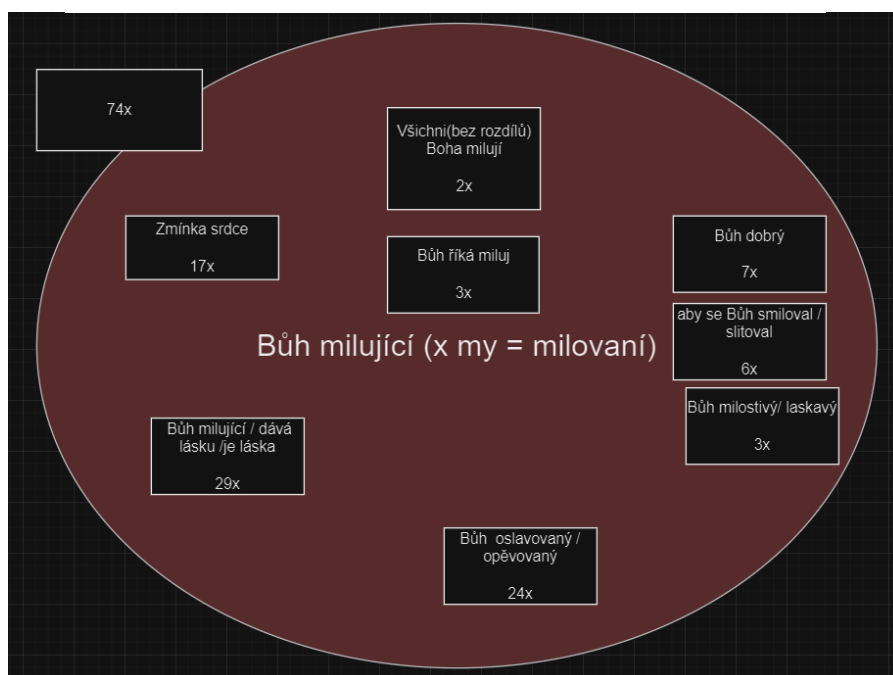 74x
Všichni(bez rozdílů)
Boha milují
2x
Zmínka srdce
17x
Bůh říká miluj
3x
Bůh dobrý
7x
aby se Bůh smiloval /
slitoval
6x
Bůh milující (x my = milovaní)
Bůh milostivý/ laskavý
3x
Bůh milující / dává
lásku /je láska
29x
Bůh  oslavovaný /
opěvovaný
24x